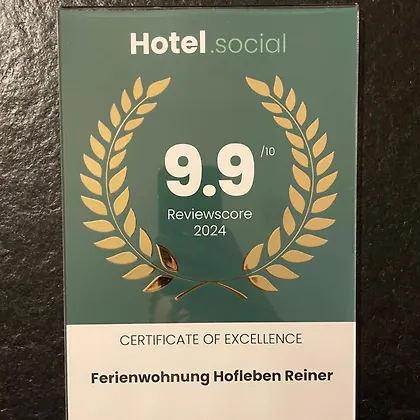 Hotel.social
9.9 /10
Reviewscore
2024
CERTIFICATE OF EXCELLENCE
Ferienwohnung Hofleben Reiner